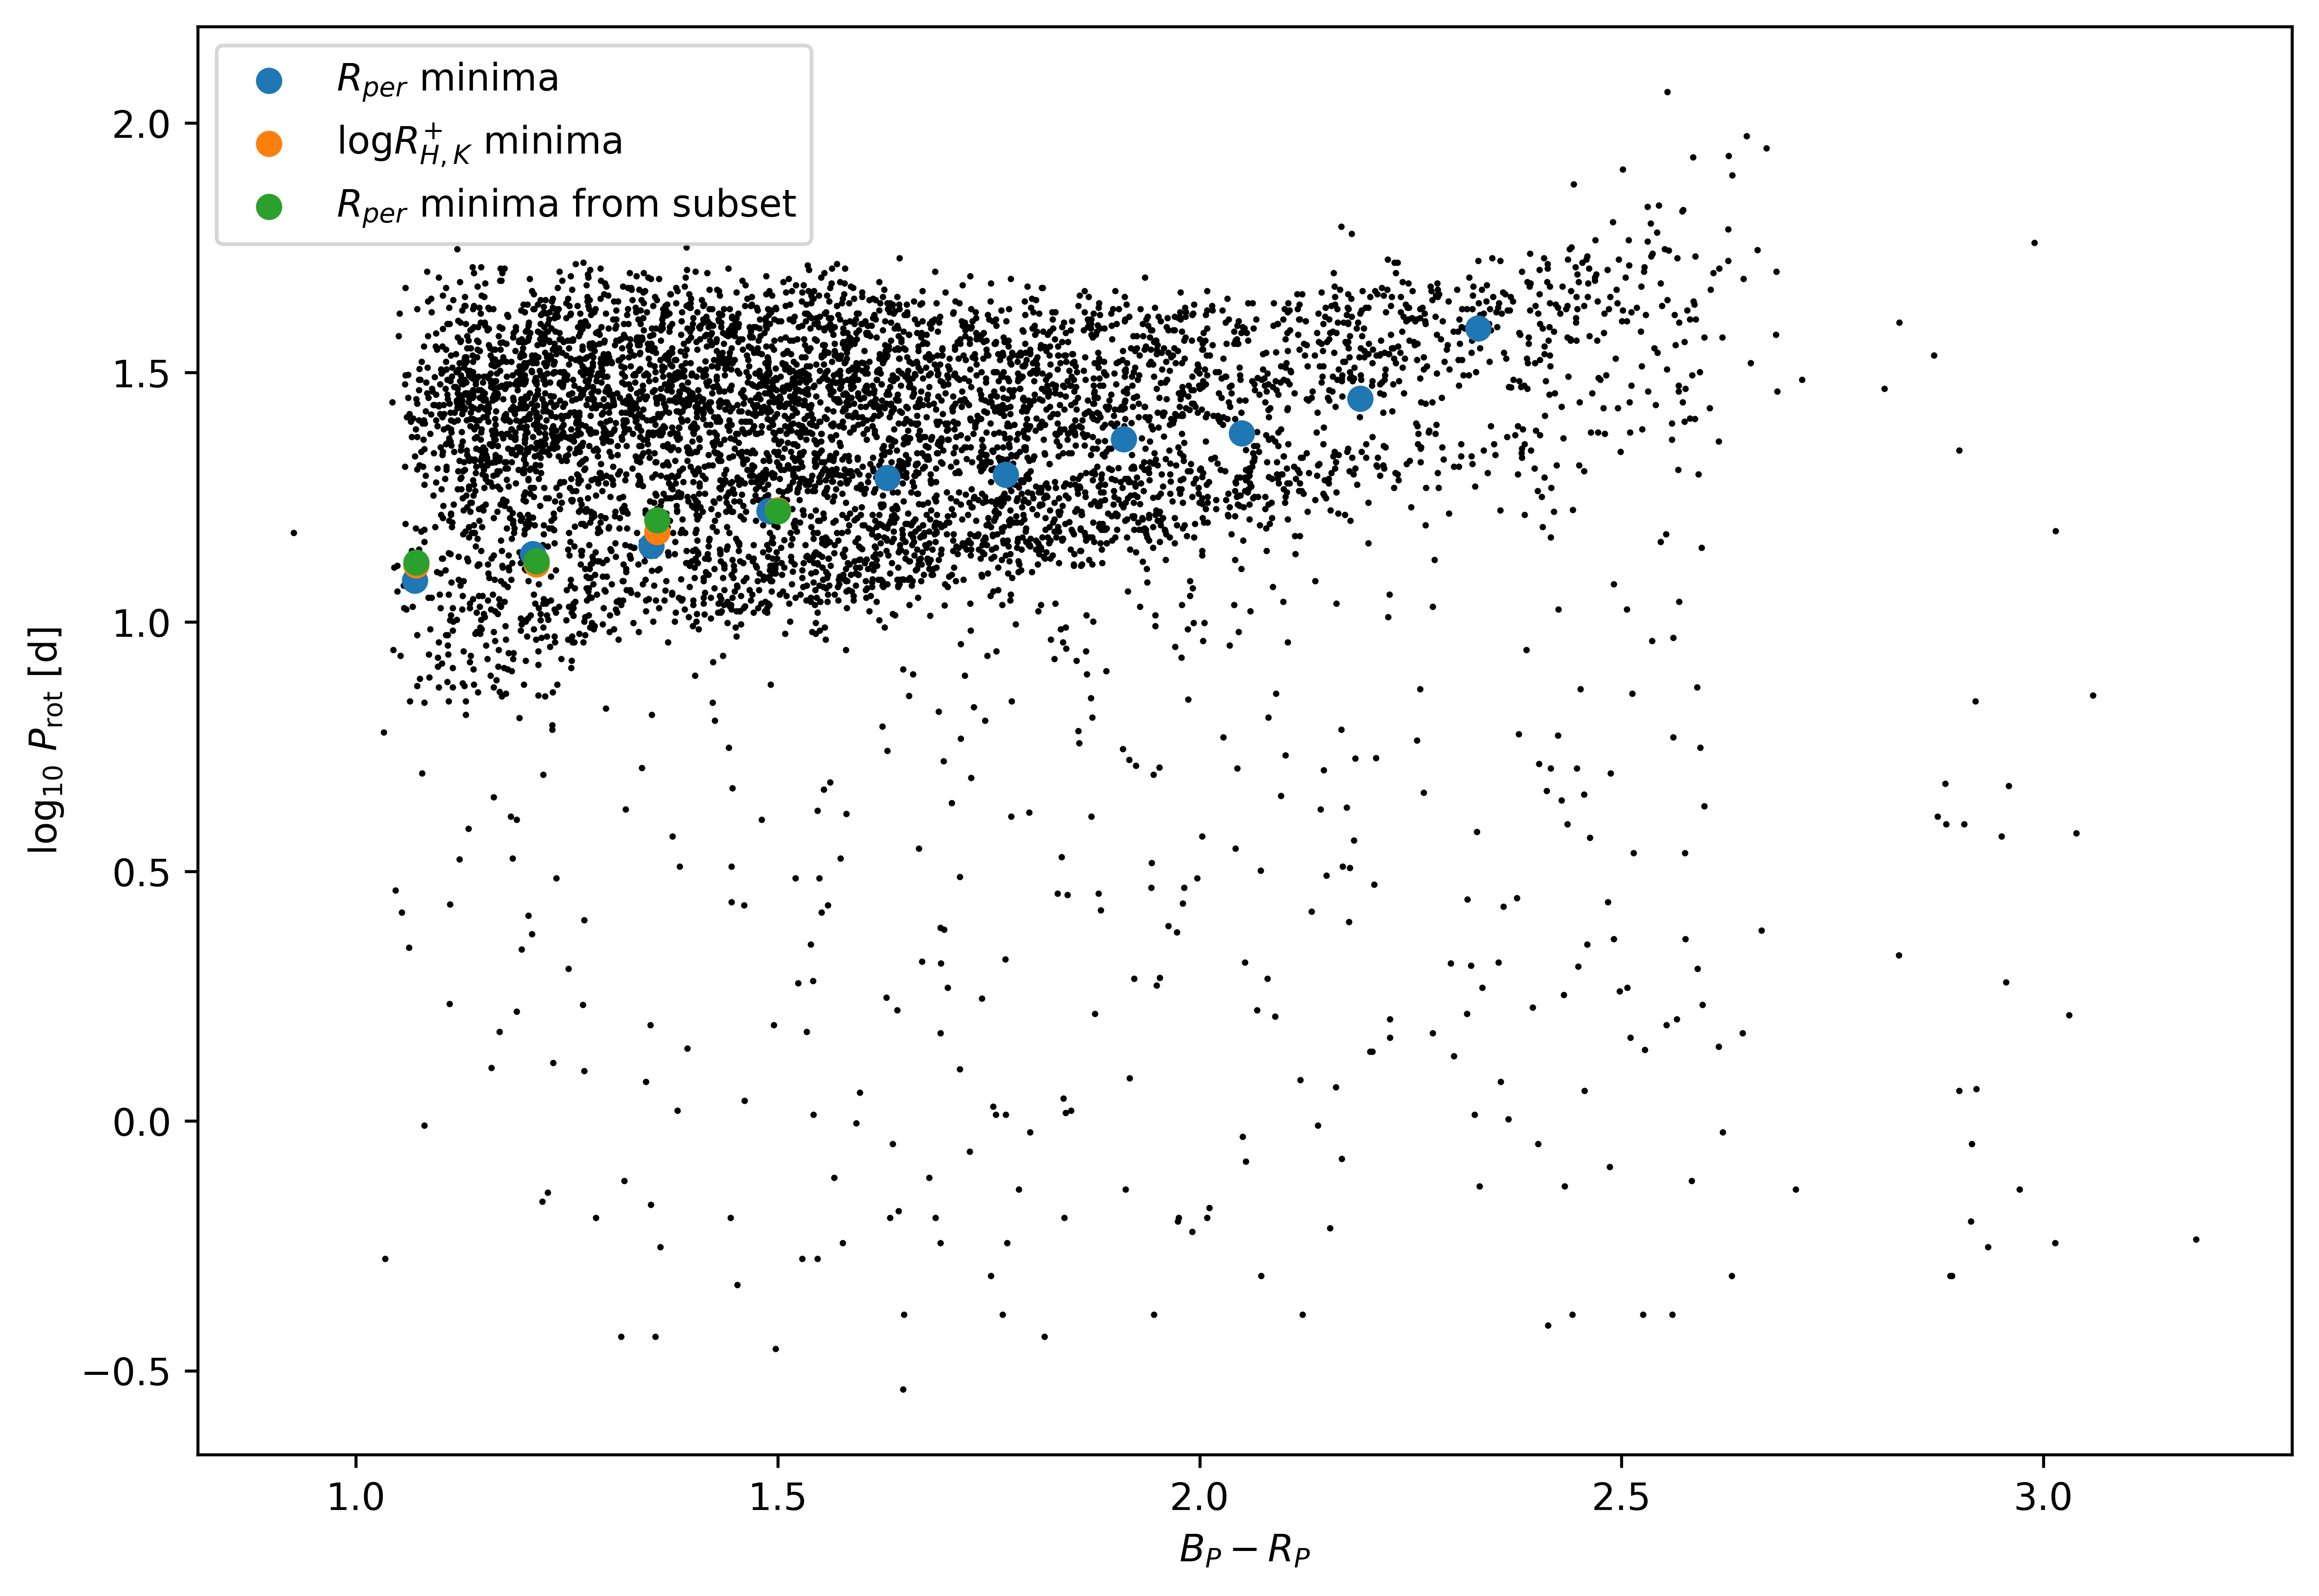 R_per minima
logR^+_H,K minima
R_per minima from subset
2.0
1.5
1.0
0.5
0.0
−0.5
log10 P_rot [d]
1.0 1.5 2.0 2.5 3.0
B_P − R_P